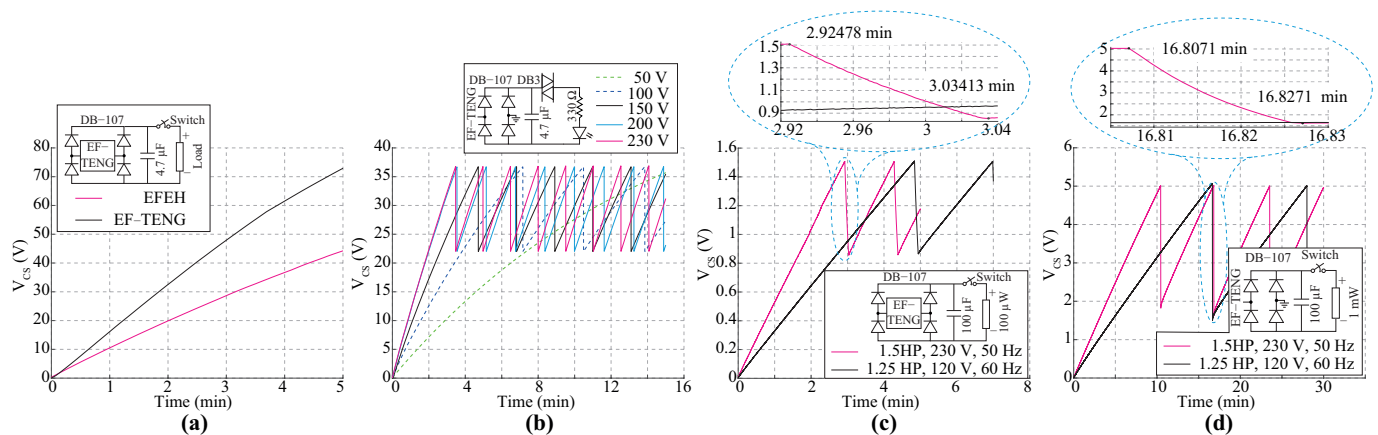 80
70
60
50
40
30
20
10
0
V_CS (V)
0
1
2
3
4
5
Time (min)
DB−107
Switch
EF−
TENG
4.7 µF
+
−
Load
EFEH
EF−TENG
(a)
40
30
20
10
0
V_CS (V)
0
5
10
15
20
Time (min)
DB−107 DB3
EF−TENG
4.7 µF
330 Ω
50 V
100 V
150 V
200 V
230 V
(b)
1.5
1.3
1.1
0.9
2.92478 min
3.03413 min
2.92
2.96
3
3.04
1.6
1.4
1.2
1
0.8
0.6
0.4
0.2
0
V_CS (V)
0
2
4
6
8
Time (min)
DB−107
Switch
EF−
TENG
100 µF
+
−
100 µW
1.5HP, 230 V, 50 Hz
1.25 HP, 120 V, 60 Hz
(c)
5
4
3
2
16.8071 min
16.8271 min
16.81
16.82
16.83
6
5
4
3
2
1
0
V_CS (V)
0
10
20
30
Time (min)
DB−107
Switch
EF−TENG
100 µF
+
−
1 mW
1.5HP, 230 V, 50 Hz
1.25 HP, 120 V, 60 Hz
(d)